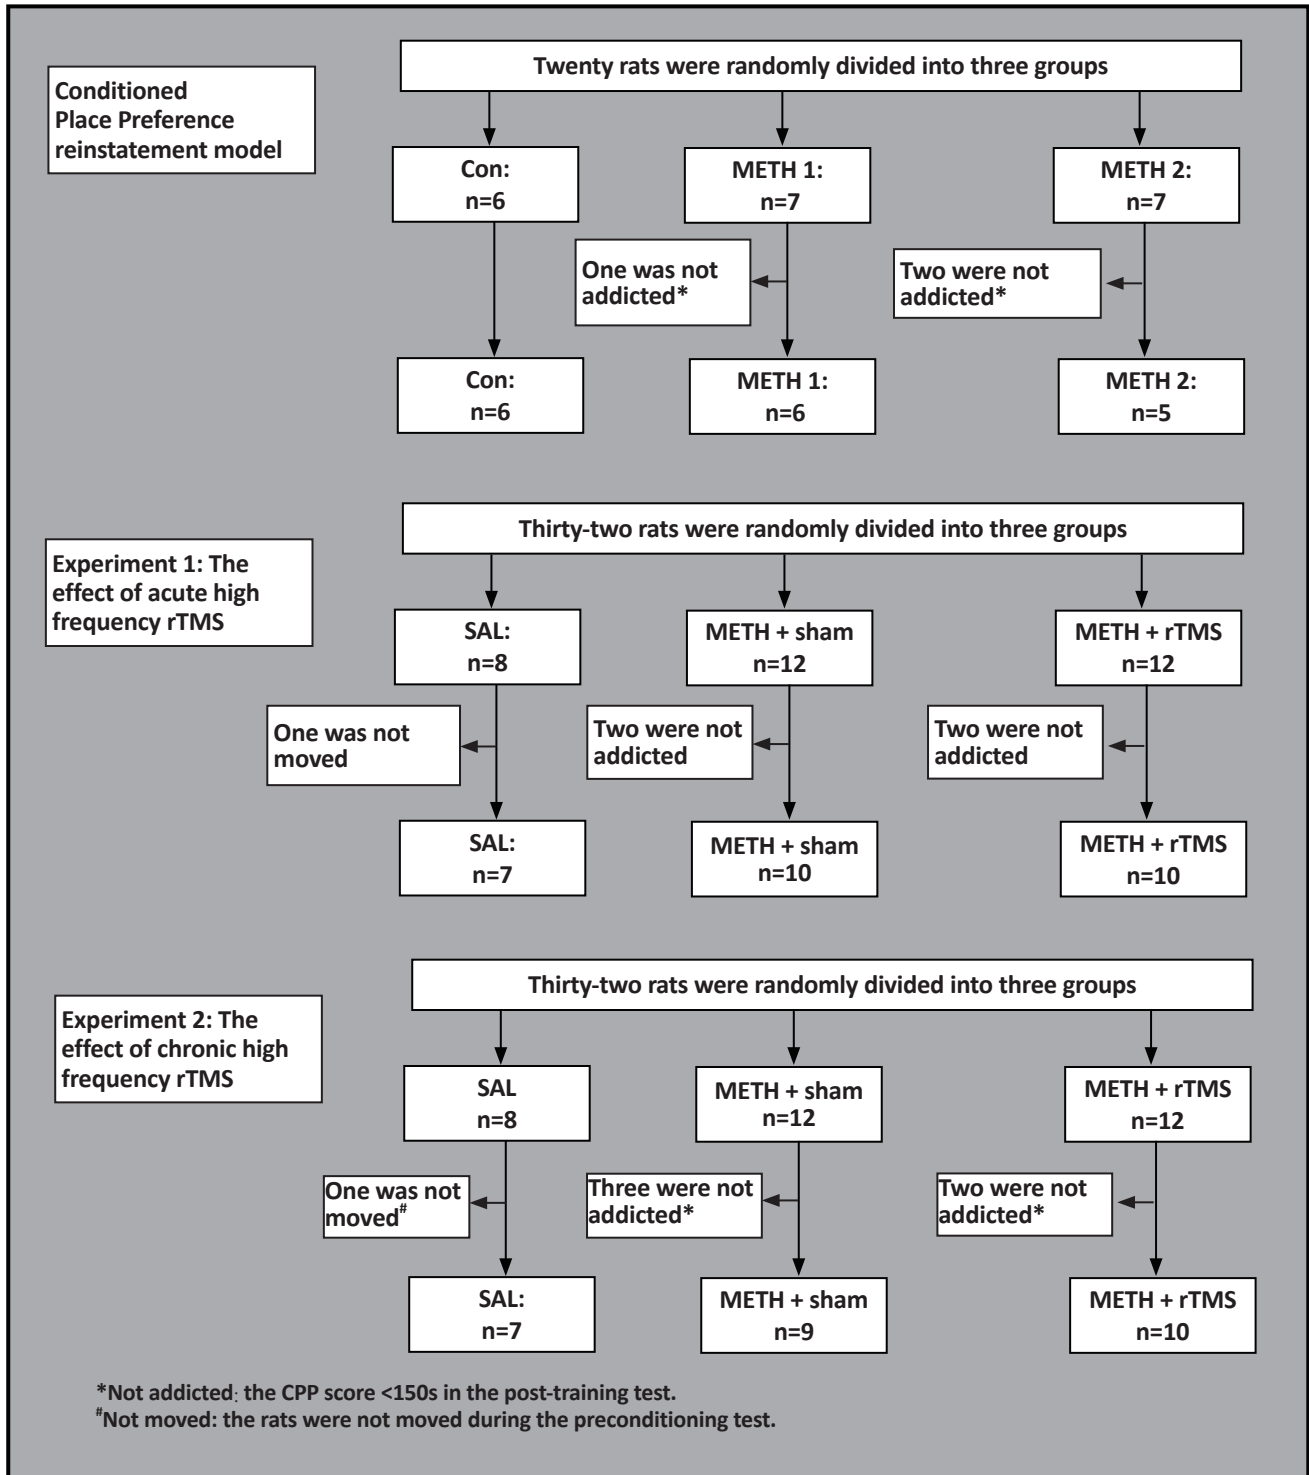 Conditioned
Place Preference
reinstatement model
Twenty rats were randomly divided into three groups
Con:
n=6
METH 1:
n=7
METH 2:
n=7
One was not
addicted*
Two were not
addicted*
Con:
n=6
METH 1:
n=6
METH 2:
n=5
Experiment 1: The
effect of acute high
frequency rTMS
Thirty-two rats were randomly divided into three groups
SAL:
n=8
METH + sham
n=12
METH + rTMS
n=12
One was not
moved
Two were not
addicted
Two were not
addicted
SAL:
n=7
METH + sham
n=10
METH + rTMS
n=10
Experiment 2: The
effect of chronic high
frequency rTMS
Thirty-two rats were randomly divided into three groups
SAL
n=8
METH + sham
n=12
METH + rTMS
n=12
One was not
moved#
Three were not
addicted*
Two were not
addicted*
SAL:
n=7
METH + sham
n=9
METH + rTMS
n=10
*Not addicted: the CPP score <150s in the post-training test.
#Not moved: the rats were not moved during the preconditioning test.